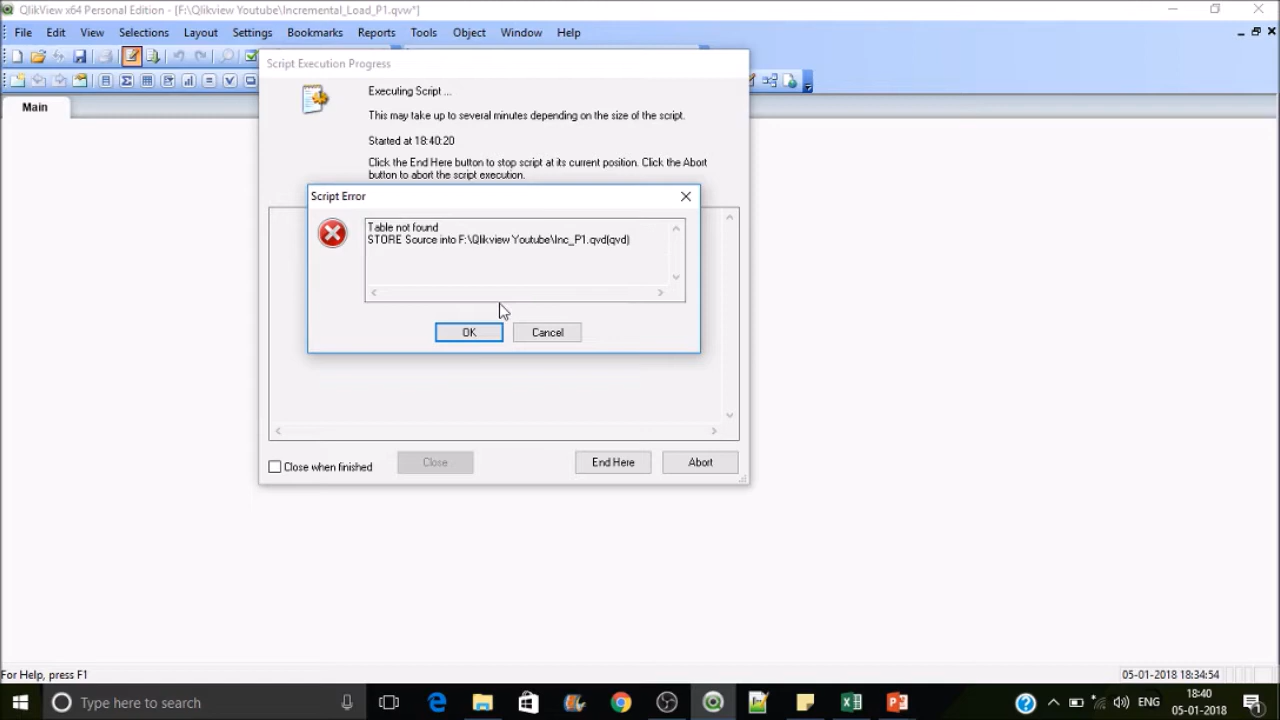 QlikView x64 Personal Edition - [F:\Qlikview Youtube\Incremental_Load_P1.qvw*]
File Edit View Selections Layout Settings Bookmarks Reports Tools Object Window Help
Main
Script Execution Progress
Executing Script ...
This may take up to several minutes depending on the size of the script.
Started at 18:40:20
Click the End Here button to stop script at its current position. Click the Abort
button to abort the script execution.
Script Error
Table not found
STORE Source into F:\Qlikview Youtube\Inc_P1.qvd(qvd)
OK Cancel
Close when finished Close End Here Abort
For Help, press F1 05-01-2018 18:34:54
Type here to search ENG 18:40
05-01-2018